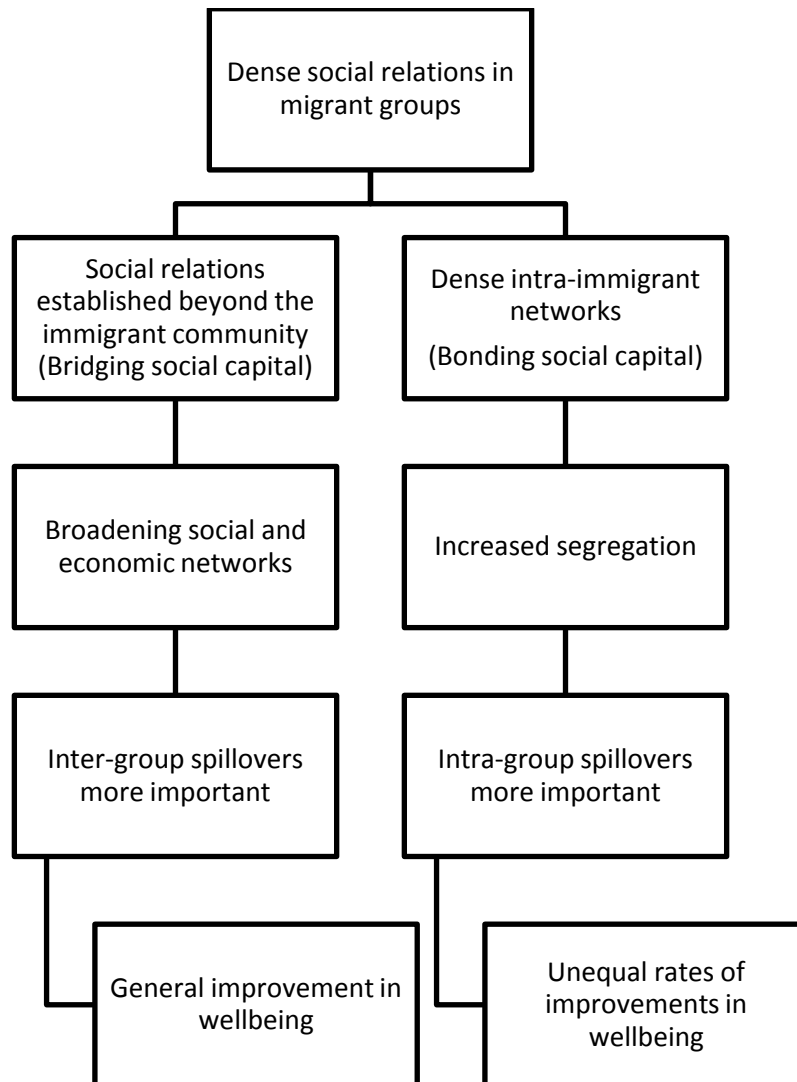 Dense social relations in
migrant groups
Social relations
established beyond the
immigrant community
(Bridging social capital)
Dense intra-immigrant
networks
(Bonding social capital)
Broadening social and
economic networks
Increased segregation
Inter-group spillovers
more important
Intra-group spillovers
more important
General improvement in
wellbeing
Unequal rates of
improvements in
wellbeing